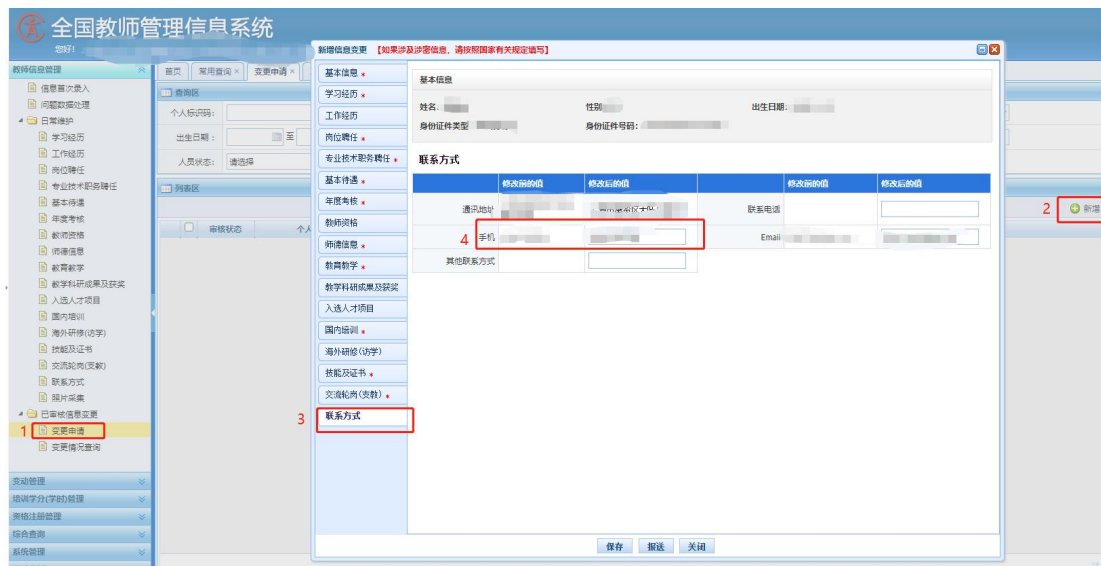 全国教师管理信息系统
您好！
教师信息管理
信息首次录入
问题数据处理
日常维护
学习经历
工作经历
岗位聘任
专业技术职务聘任
基本待遇
年度考核
教师资格
师德信息
教育教学
教学科研成果及获奖
入选人才项目
国内培训
海外研修(访学)
技能及证书
交流轮岗(支教)
联系方式
照片采集
已审核信息变更
1 变更申请
变更情况查询
变动管理
培训学分(学时)管理
资格注册管理
综合查询
系统管理
首页 常用查询× 变更申请×
查询区
个人标识码:
出生日期: 至
人员状态: 请选择
列表区
审核状态 个人
2 新增
新增信息变更 【如果涉及涉密信息，请按照国家有关规定填写】
基本信息 *
学习经历 *
工作经历
岗位聘任 *
专业技术职务聘任 *
基本待遇 *
年度考核 *
教师资格
师德信息 *
教育教学 *
教学科研成果及获奖
入选人才项目
国内培训 *
海外研修(访学)
技能及证书 *
交流轮岗(支教) *
3 联系方式
基本信息
姓名: 性别 出生日期:
身份证件类型 身份证件号码:
联系方式
修改前的值 修改后的值 修改前的值 修改后的值
通讯地址 联系电话
4 手机 Email
其他联系方式
保存 报送 关闭